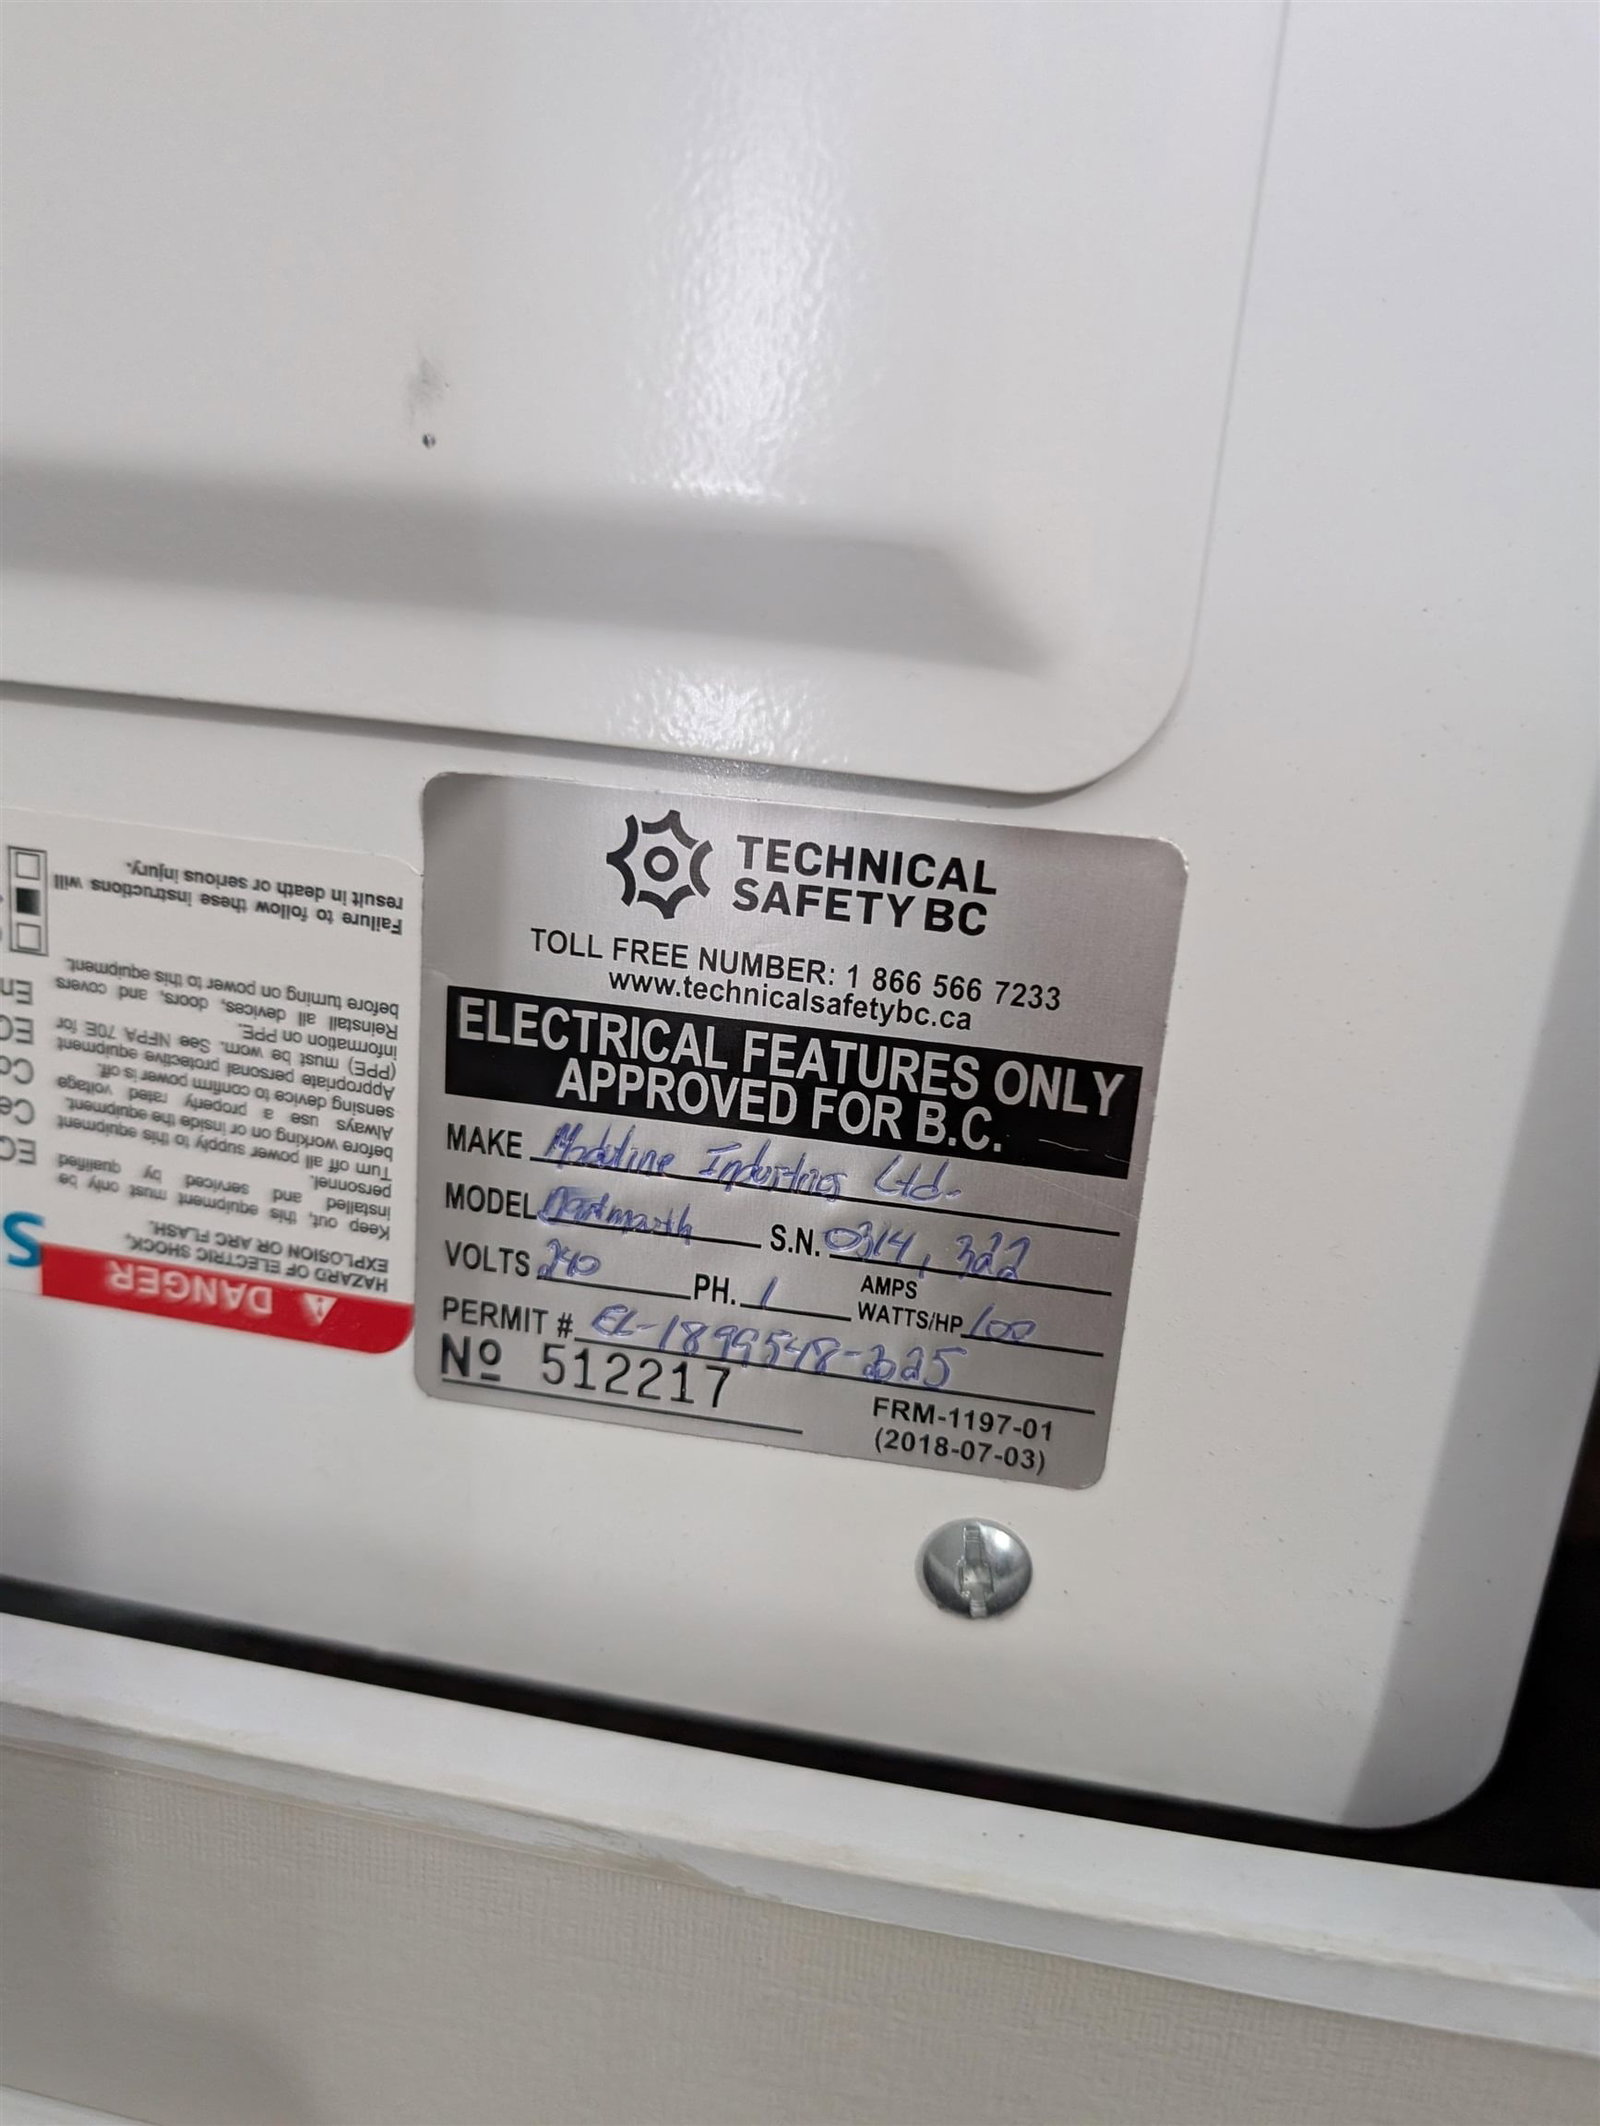 TECHNICAL
SAFETY BC
TOLL FREE NUMBER: 1 866 566 7233
www.technicalsafetybc.ca
ELECTRICAL FEATURES ONLY
APPROVED FOR B.C.
MAKE Moduline Industries Ltd.
MODEL Dartmouth S.N. 0314, 322
VOLTS 240 PH. 1 AMPS WATTS/HP 100
PERMIT # EL-1899548-2025
Nº 512217
FRM-1197-01
(2018-07-03)
DANGER
HAZARD OF ELECTRIC SHOCK,
EXPLOSION OR ARC FLASH.
Keep out, this equipment must only be
installed and serviced by qualified
personnel.
Turn off all power supply to this equipment
before working on or inside the equipment.
Always use a properly rated voltage
sensing device to confirm power is off.
Appropriate personal protective equipment
(PPE) must be worn. See NFPA 70E for
information on PPE.
Reinstall all devices, doors, and covers
before turning on power to this equipment.
Failure to follow these instructions will
result in death or serious injury.